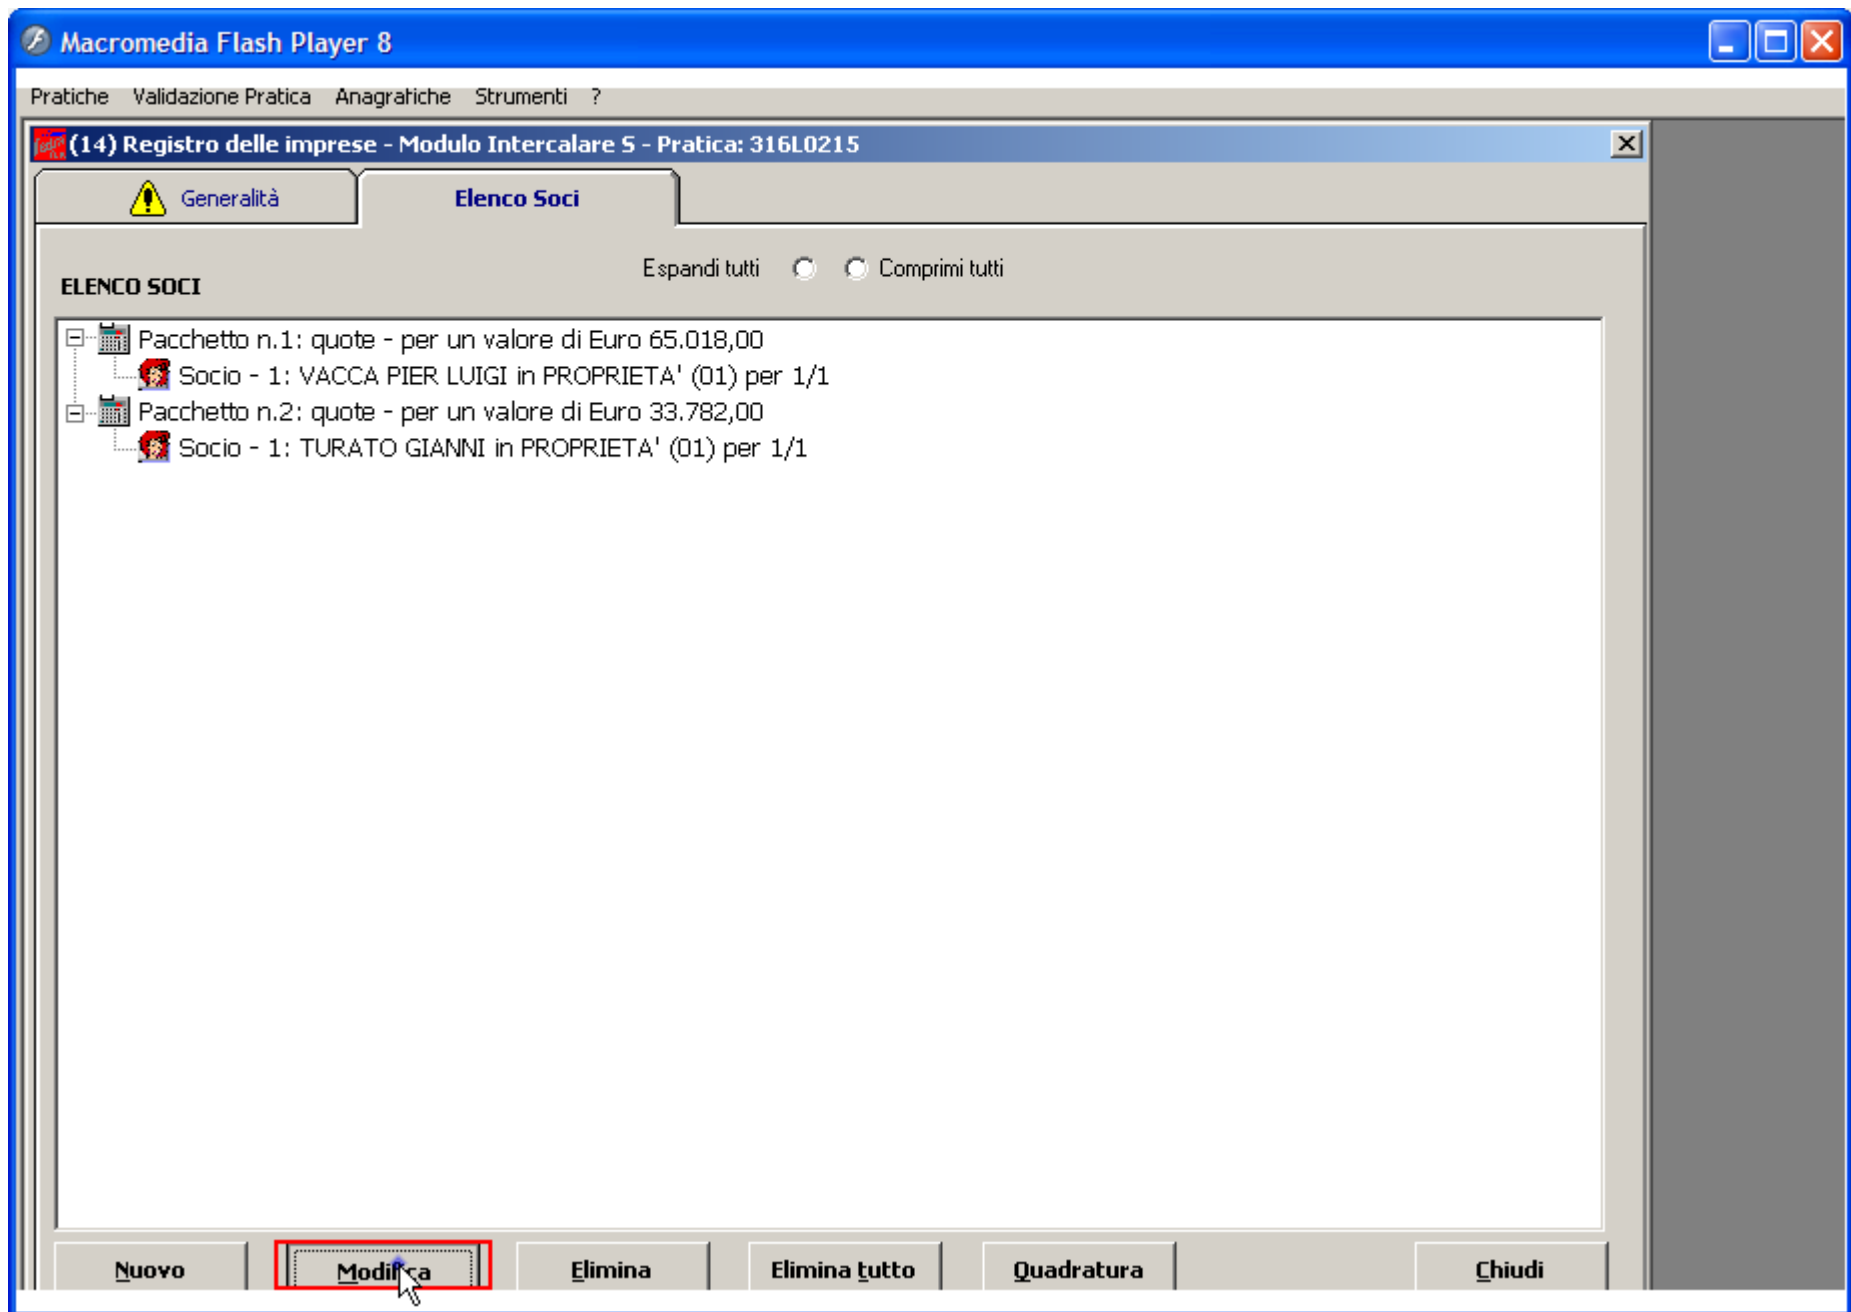 Macromedia Flash Player 8
Pratiche Validazione Pratica Anagrafiche Strumenti ?
(14) Registro delle imprese - Modulo Intercalare S - Pratica: 316L0215
Generalità Elenco Soci
Espandi tutti Comprimi tutti
ELENCO SOCI
Pacchetto n.1: quote - per un valore di Euro 65.018,00
Socio - 1: VACCA PIER LUIGI in PROPRIETA' (01) per 1/1
Pacchetto n.2: quote - per un valore di Euro 33.782,00
Socio - 1: TURATO GIANNI in PROPRIETA' (01) per 1/1
Nuovo Modifica Elimina Elimina tutto Quadratura Chiudi